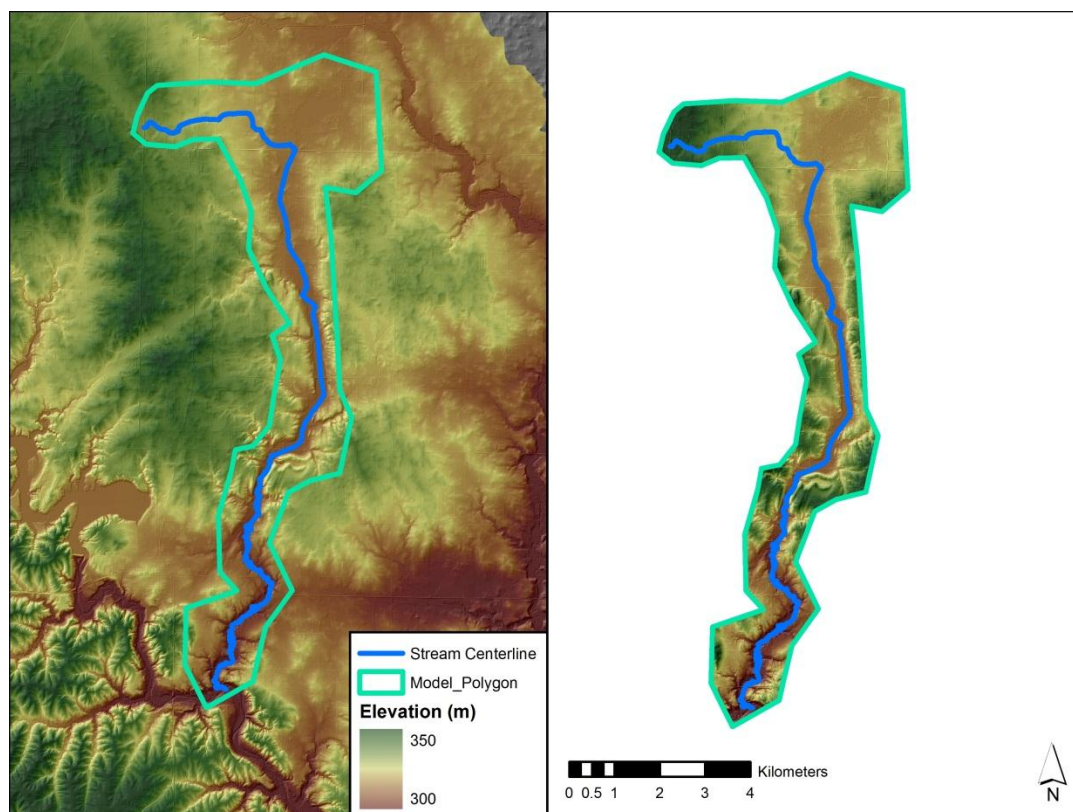 Stream Centerline
Model_Polygon
Elevation (m)
350
300
Kilometers
0 0.5 1 2 3 4
N